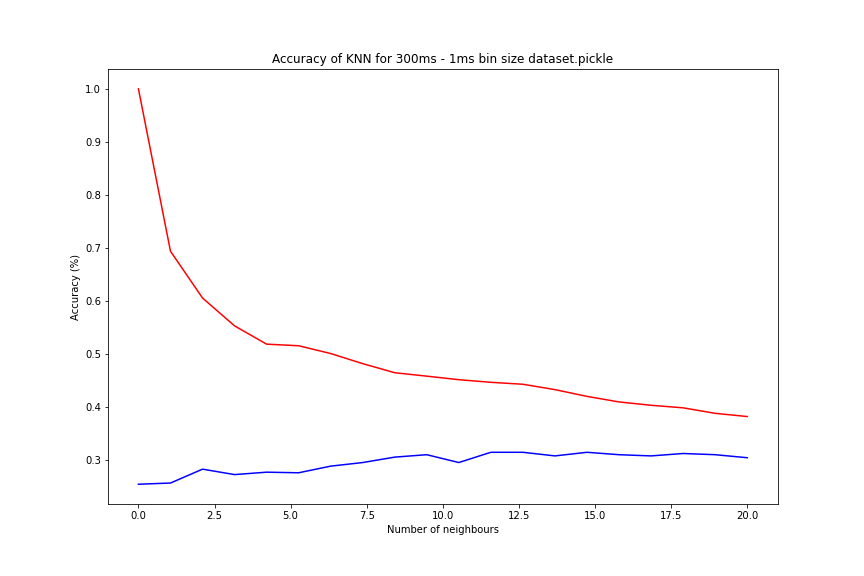 Accuracy of KNN for 300ms - 1ms bin size dataset.pickle
1.0
0.9
0.8
0.7
0.6
0.5
0.4
0.3
Accuracy (%)
0.0 2.5 5.0 7.5 10.0 12.5 15.0 17.5 20.0
Number of neighbours